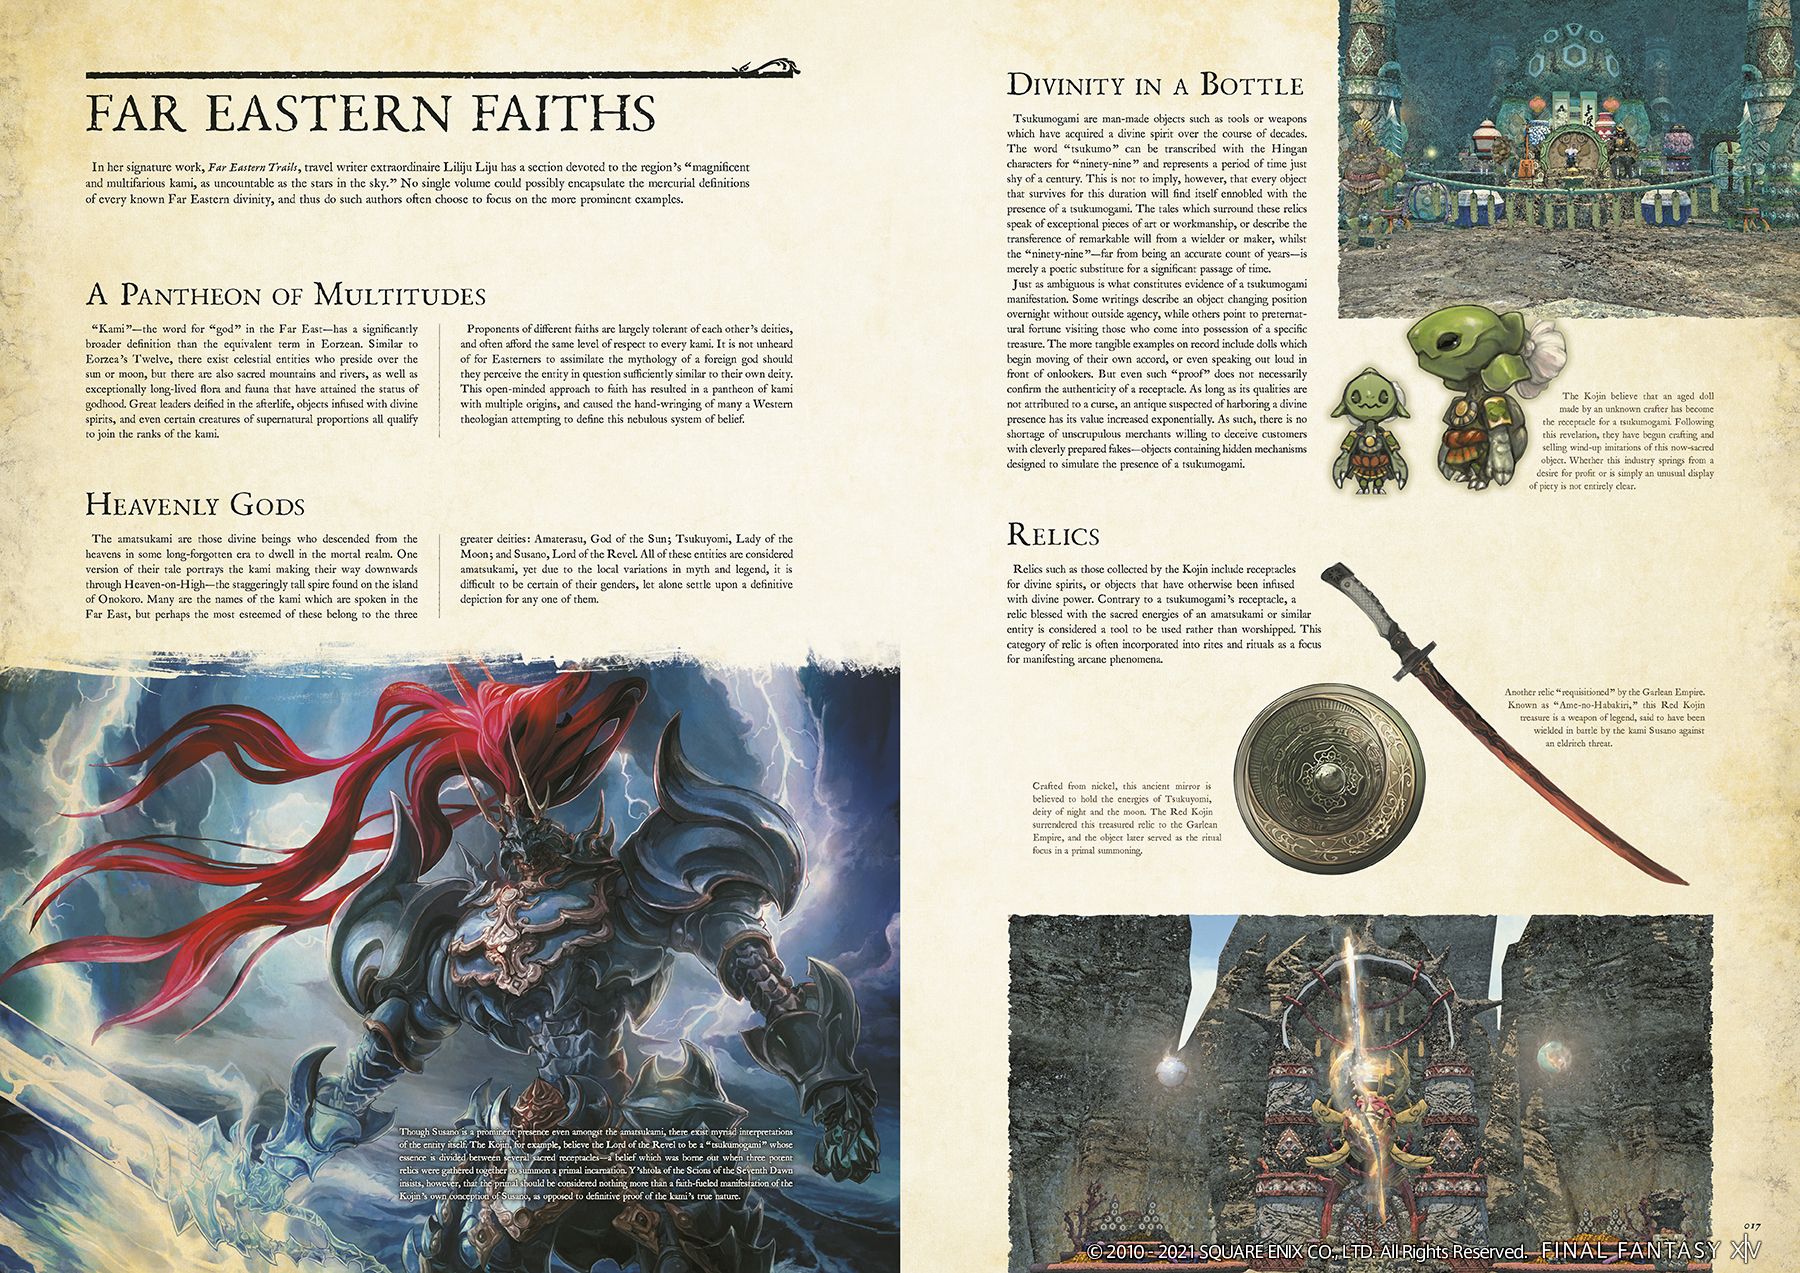 FAR EASTERN FAITHS
In her signature work, Far Eastern Trails, travel writer extraordinaire Liliju Liju has a section devoted to the region's “magnificent
and multifarious kami, as uncountable as the stars in the sky.” No single volume could possibly encapsulate the mercurial definitions
of every known Far Eastern divinity, and thus do such authors often choose to focus on the more prominent examples.
A PANTHEON OF MULTITUDES
“Kami”—the word for “god” in the Far East—has a significantly
broader definition than the equivalent term in Eorzean. Similar to
Eorzea's Twelve, there exist celestial entities who preside over the
sun or moon, but there are also sacred mountains and rivers, as well as
exceptionally long-lived flora and fauna that have attained the status of
godhood. Great leaders deified in the afterlife, objects infused with divine
spirits, and even certain creatures of supernatural proportions all qualify
to join the ranks of the kami.
Proponents of different faiths are largely tolerant of each other's deities,
and often afford the same level of respect to every kami. It is not unheard
of for Easterners to assimilate the mythology of a foreign god should
they perceive the entity in question sufficiently similar to their own deity.
This open-minded approach to faith has resulted in a pantheon of kami
with multiple origins, and caused the hand-wringing of many a Western
theologian attempting to define this nebulous system of belief.
HEAVENLY GODS
The amatsukami are those divine beings who descended from the
heavens in some long-forgotten era to dwell in the mortal realm. One
version of their tale portrays the kami making their way downwards
through Heaven-on-High—the staggeringly tall spire found on the island
of Onokoro. Many are the names of the kami which are spoken in the
Far East, but perhaps the most esteemed of these belong to the three
greater deities: Amaterasu, God of the Sun; Tsukuyomi, Lady of the
Moon; and Susano, Lord of the Revel. All of these entities are considered
amatsukami, yet due to the local variations in myth and legend, it is
difficult to be certain of their genders, let alone settle upon a definitive
depiction for any one of them.
Though Susano is a prominent presence even amongst the amatsukami, there exist myriad interpretations
of the entity itself. The Kojin, for example, believe the Lord of the Revel to be a “tsukumogami” whose
essence is divided between several sacred receptacles—a belief which was borne out when three potent
relics were gathered together to summon a primal incarnation. Y'shtola of the Scions of the Seventh Dawn
insists, however, that the primal should be considered nothing more than a faith-fueled manifestation of the
Kojin's own conception of Susano, as opposed to definitive proof of the kami's true nature.
DIVINITY IN A BOTTLE
Tsukumogami are man-made objects such as tools or weapons
which have acquired a divine spirit over the course of decades.
The word “tsukumo” can be transcribed with the Hingan
characters for “ninety-nine” and represents a period of time just
shy of a century. This is not to imply, however, that every object
that survives for this duration will find itself ennobled with the
presence of a tsukumogami. The tales which surround these relics
speak of exceptional pieces of art or workmanship, or describe the
transference of remarkable will from a wielder or maker, whilst
the “ninety-nine”—far from being an accurate count of years—is
merely a poetic substitute for a significant passage of time.
Just as ambiguous is what constitutes evidence of a tsukumogami
manifestation. Some writings describe an object changing position
overnight without outside agency, while others point to preternat-
ural fortune visiting those who come into possession of a specific
treasure. The more tangible examples on record include dolls which
begin moving of their own accord, or even speaking out loud in
front of onlookers. But even such “proof” does not necessarily
confirm the authenticity of a receptacle. As long as its qualities are
not attributed to a curse, an antique suspected of harboring a divine
presence has its value increased exponentially. As such, there is no
shortage of unscrupulous merchants willing to deceive customers
with cleverly prepared fakes—objects containing hidden mechanisms
designed to simulate the presence of a tsukumogami.
The Kojin believe that an aged doll
made by an unknown crafter has become
the receptacle for a tsukumogami. Following
this revelation, they have begun crafting and
selling wind-up imitations of this now-sacred
object. Whether this industry springs from a
desire for profit or is simply an unusual display
of piety is not entirely clear.
RELICS
Relics such as those collected by the Kojin include receptacles
for divine spirits, or objects that have otherwise been infused
with divine power. Contrary to a tsukumogami's receptacle, a
relic blessed with the sacred energies of an amatsukami or similar
entity is considered a tool to be used rather than worshipped. This
category of relic is often incorporated into rites and rituals as a focus
for manifesting arcane phenomena.
Another relic “requisitioned” by the Garlean Empire.
Known as “Ame-no-Habakiri,” this Red Kojin
treasure is a weapon of legend, said to have been
wielded in battle by the kami Susano against
an eldritch threat.
Crafted from nickel, this ancient mirror is
believed to hold the energies of Tsukuyomi,
deity of night and the moon. The Red Kojin
surrendered this treasured relic to the Garlean
Empire, and the object later served as the ritual
focus in a primal summoning.
017
© 2010 - 2021 SQUARE ENIX CO., LTD. All Rights Reserved. FINAL FANTASY XIV